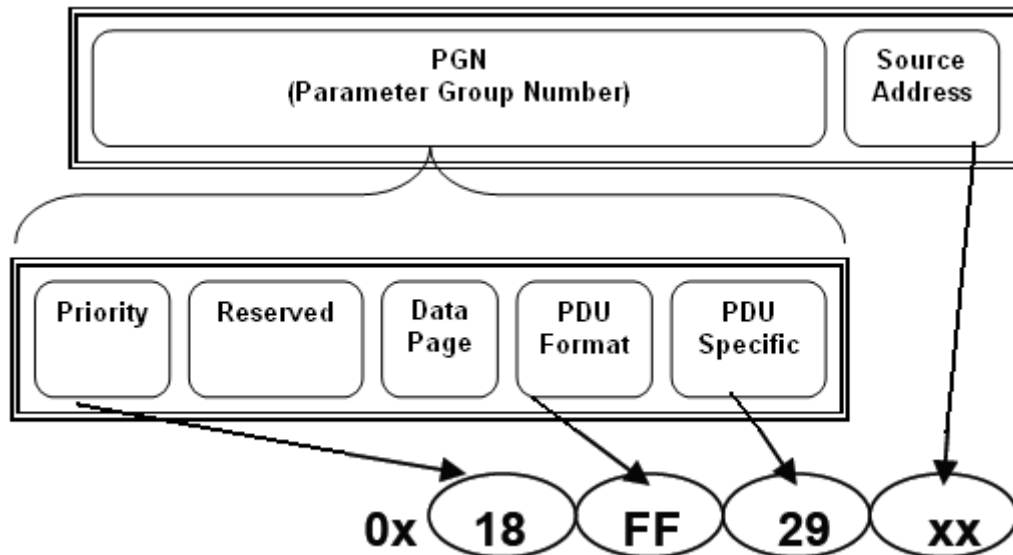 PGN
(Parameter Group Number)
Source
Address
Priority
Reserved
Data
Page
PDU
Format
PDU
Specific
0x 18 FF 29 xx